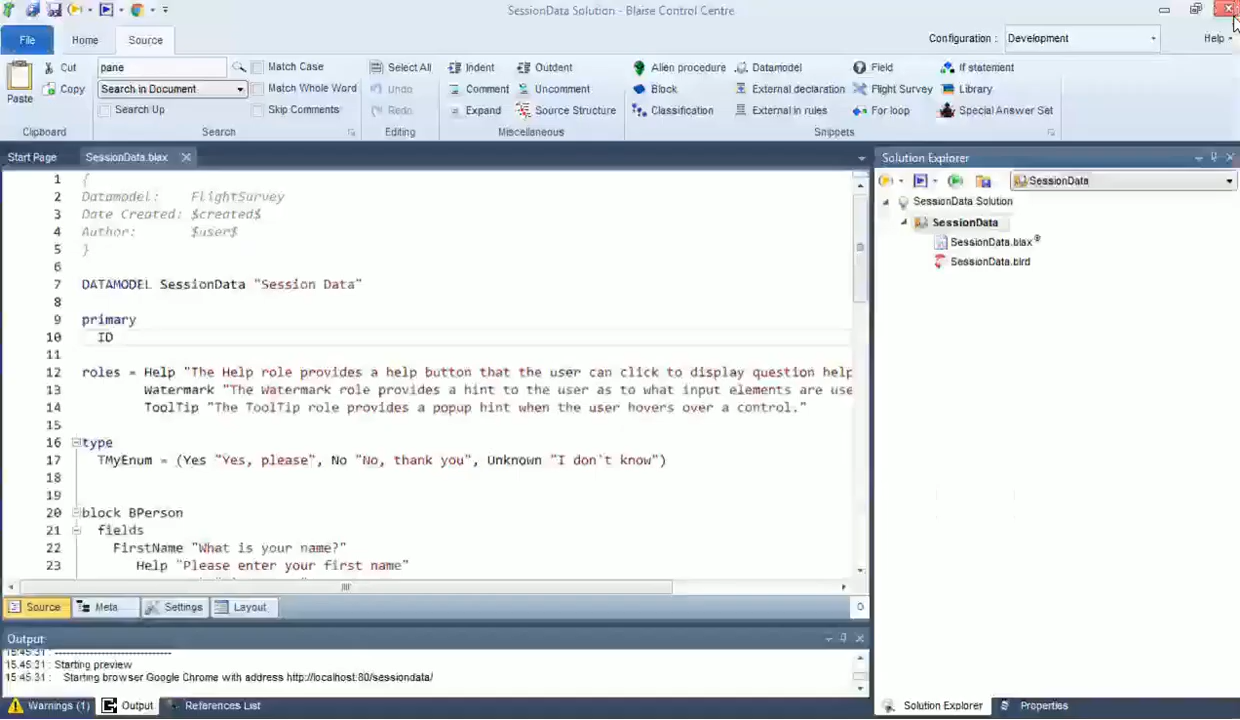 SessionData Solution - Blaise Control Centre
File Home Source Configuration : Development Help
Paste Cut Copy Clipboard
pane Match Case
Search in Document Match Whole Word
Search Up Skip Comments
Search
Select All
Undo
Redo
Editing
Indent Outdent
Comment Uncomment
Expand Source Structure
Miscellaneous
Alien procedure Datamodel Field If statement
Block External declaration Flight Survey Library
Classification External in rules For loop Special Answer Set
Snippets
Start Page SessionData.blax
1 {
2 Datamodel: FlightSurvey
3 Date Created: $created$
4 Author: $user$
5 }
6
7 DATAMODEL SessionData "Session Data"
8
9 primary
10 ID
11
12 roles = Help "The Help role provides a help button that the user can click to display question help
13 Watermark "The Watermark role provides a hint to the user as to what input elements are use
14 ToolTip "The ToolTip role provides a popup hint when the user hovers over a control."
15
16 type
17 TMyEnum = (Yes "Yes, please", No "No, thank you", Unknown "I don't know")
18
19
20 block BPerson
21 fields
22 FirstName "What is your name?"
23 Help "Please enter your first name"
Source Meta Settings Layout 0
Output
15:45:31 : -----------------------------
15:45:31 : Starting preview
15:45:31 : Starting browser Google Chrome with address http://localhost:80/sessiondata/
Warnings (1) Output References List
Solution Explorer
SessionData
SessionData Solution
SessionData
SessionData.blax
SessionData.bird
Solution Explorer Properties